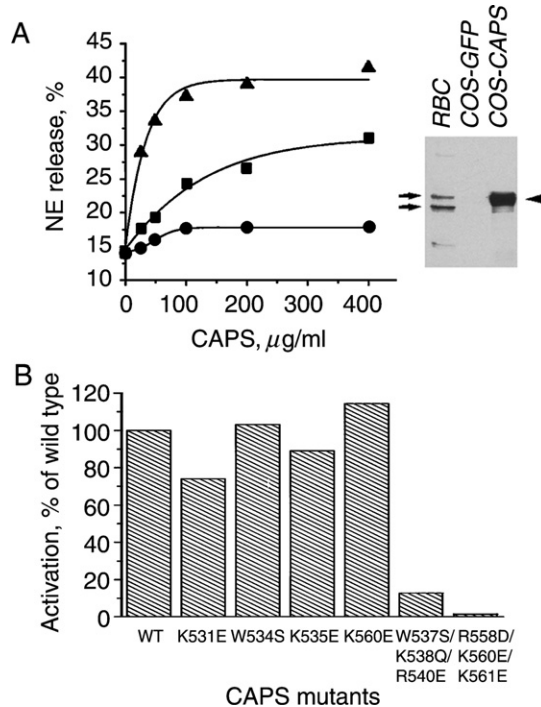 A
NE release, %
45
40
35
30
25
20
15
10
0
100
200
300
400
CAPS, μg/ml
RBC
COS-GFP
COS-CAPS
B
Activation, % of wild type
120
100
80
60
40
20
0
WT
K531E
W534S
K535E
K560E
W537S/
K538Q/
R540E
R558D/
K560E/
K561E
CAPS mutants